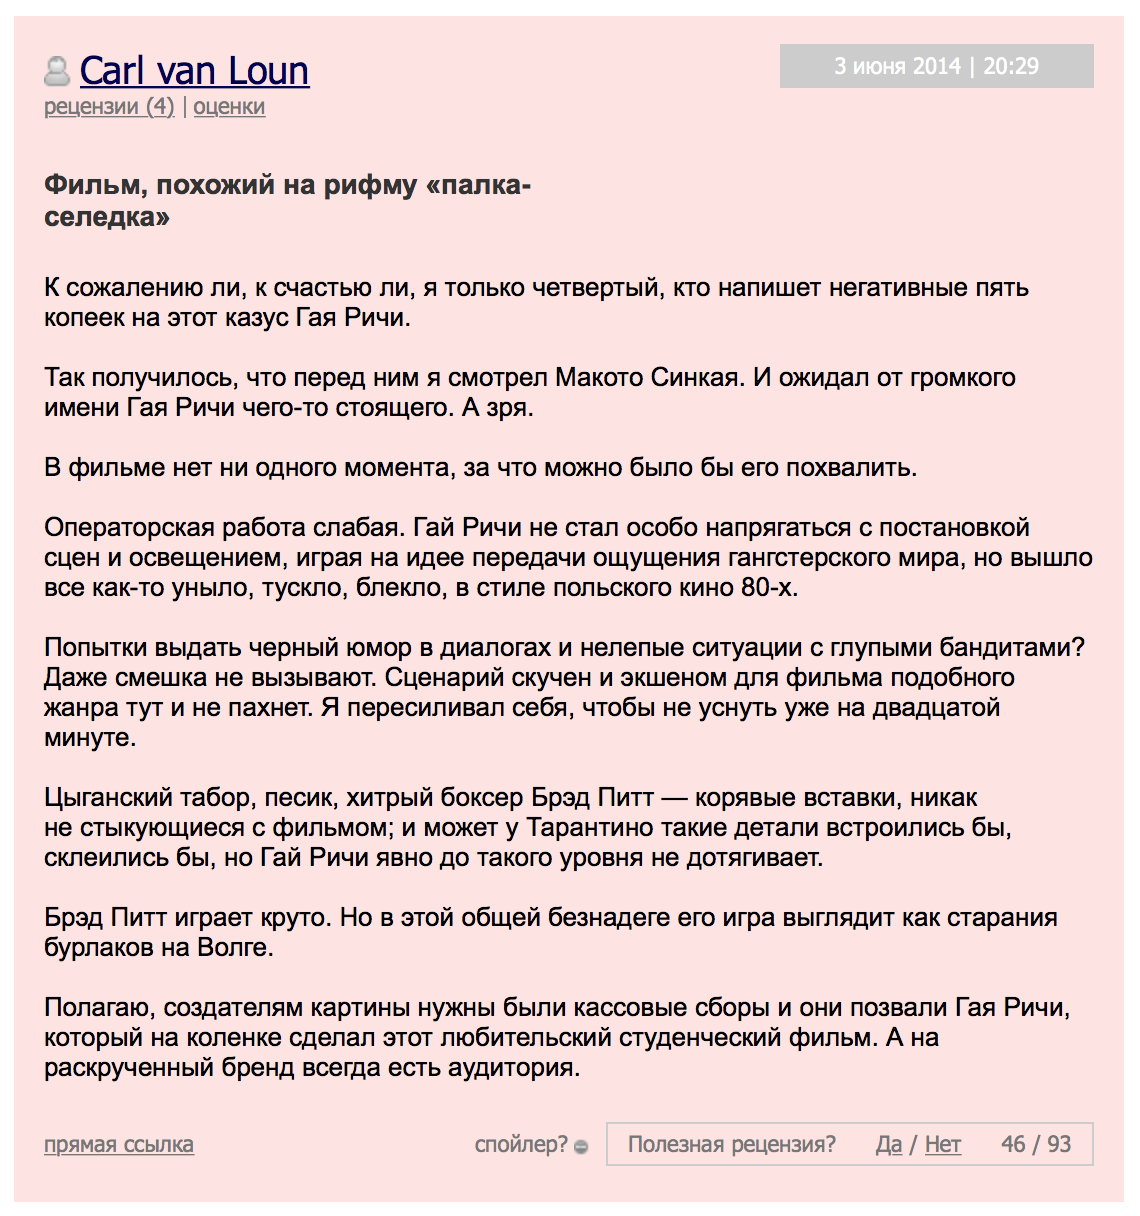 Carl van Loun
3 июня 2014 | 20:29
рецензии (4) | оценки
Фильм, похожий на рифму «палка-
селедка»
К сожалению ли, к счастью ли, я только четвертый, кто напишет негативные пять
копеек на этот казус Гая Ричи.
Так получилось, что перед ним я смотрел Макото Синкая. И ожидал от громкого
имени Гая Ричи чего-то стоящего. А зря.
В фильме нет ни одного момента, за что можно было бы его похвалить.
Операторская работа слабая. Гай Ричи не стал особо напрягаться с постановкой
сцен и освещением, играя на идее передачи ощущения гангстерского мира, но вышло
все как-то уныло, тускло, блекло, в стиле польского кино 80-х.
Попытки выдать черный юмор в диалогах и нелепые ситуации с глупыми бандитами?
Даже смешка не вызывают. Сценарий скучен и экшеном для фильма подобного
жанра тут и не пахнет. Я пересиливал себя, чтобы не уснуть уже на двадцатой
минуте.
Цыганский табор, песик, хитрый боксер Брэд Питт — корявые вставки, никак
не стыкующиеся с фильмом; и может у Тарантино такие детали встроились бы,
склеились бы, но Гай Ричи явно до такого уровня не дотягивает.
Брэд Питт играет круто. Но в этой общей безнадеге его игра выглядит как старания
бурлаков на Волге.
Полагаю, создателям картины нужны были кассовые сборы и они позвали Гая Ричи,
который на коленке сделал этот любительский студенческий фильм. А на
раскрученный бренд всегда есть аудитория.
прямая ссылка
спойлер?
Полезная рецензия? Да / Нет 46 / 93